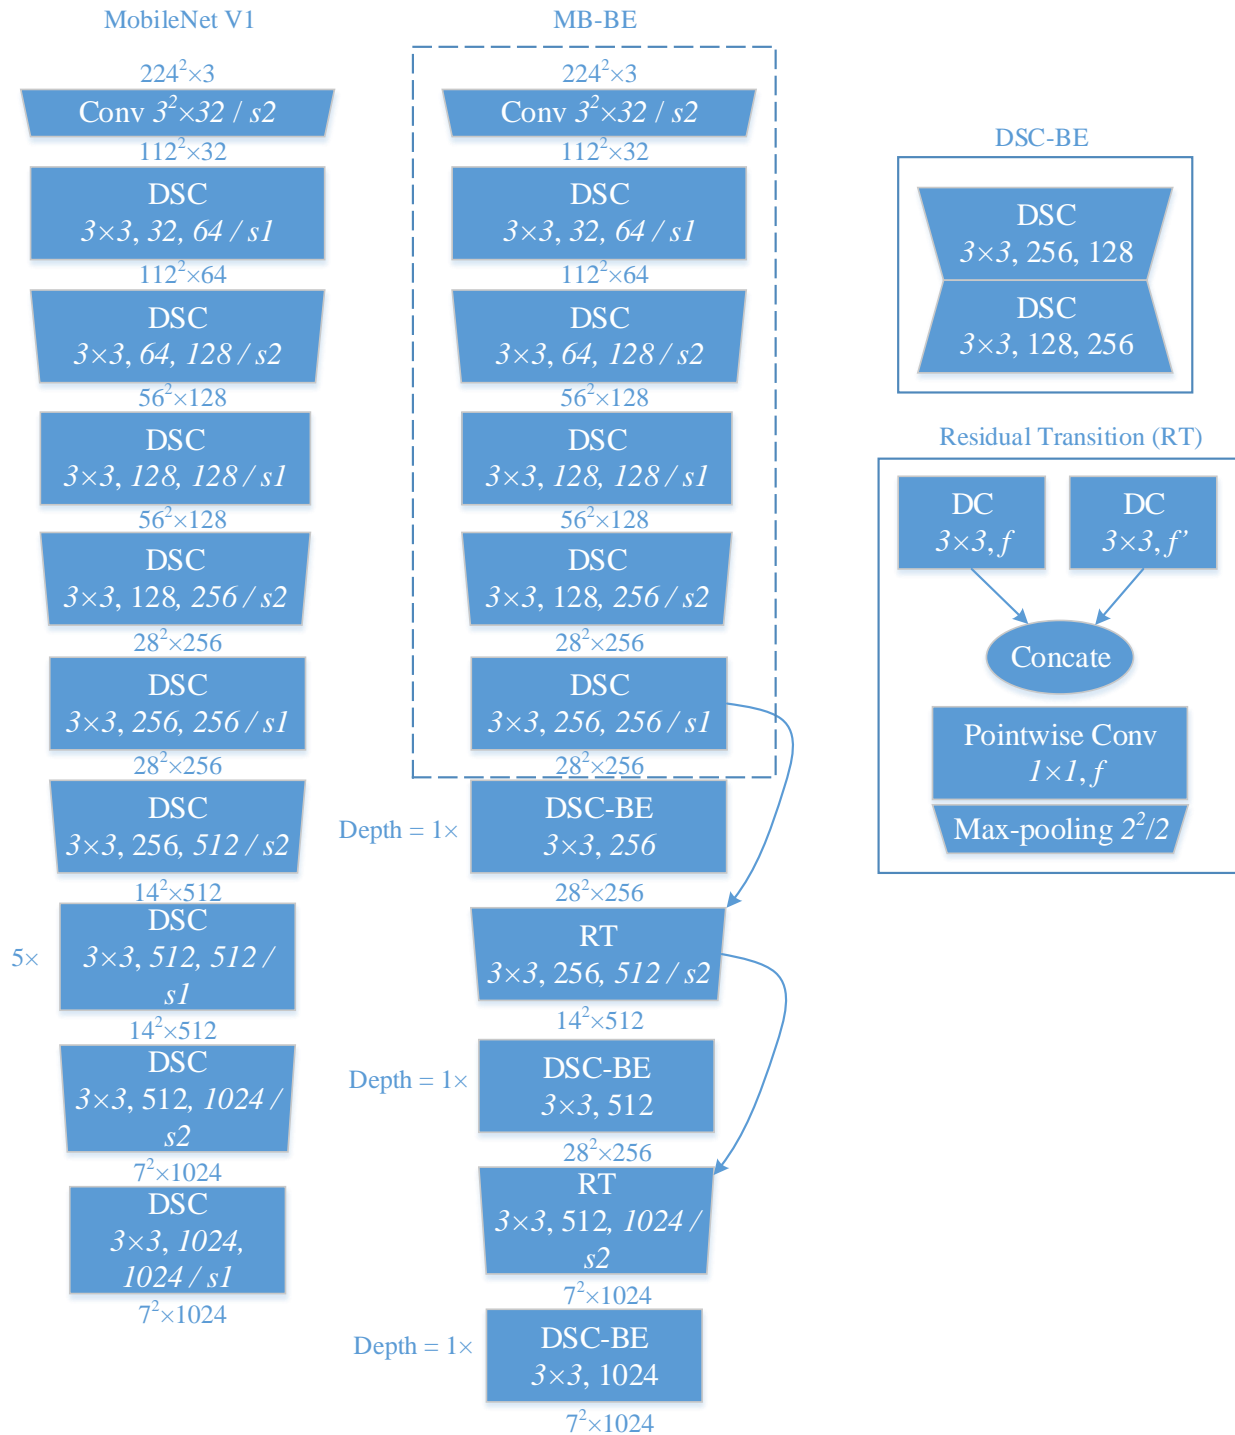 MobileNet V1
224²×3
Conv 3²×32 / s2
112²×32
DSC
3×3, 32, 64 / s1
112²×64
DSC
3×3, 64, 128 / s2
56²×128
DSC
3×3, 128, 128 / s1
56²×128
DSC
3×3, 128, 256 / s2
28²×256
DSC
3×3, 256, 256 / s1
28²×256
DSC
3×3, 256, 512 / s2
14²×512
5×
DSC
3×3, 512, 512 /
s1
14²×512
DSC
3×3, 512, 1024 /
s2
7²×1024
DSC
3×3, 1024,
1024 / s1
7²×1024
MB-BE
224²×3
Conv 3²×32 / s2
112²×32
DSC
3×3, 32, 64 / s1
112²×64
DSC
3×3, 64, 128 / s2
56²×128
DSC
3×3, 128, 128 / s1
56²×128
DSC
3×3, 128, 256 / s2
28²×256
DSC
3×3, 256, 256 / s1
28²×256
Depth = 1×
DSC-BE
3×3, 256
28²×256
RT
3×3, 256, 512 / s2
14²×512
Depth = 1×
DSC-BE
3×3, 512
28²×256
RT
3×3, 512, 1024 /
s2
7²×1024
Depth = 1×
DSC-BE
3×3, 1024
7²×1024
DSC-BE
DSC
3×3, 256, 128
DSC
3×3, 128, 256
Residual Transition (RT)
DC
3×3, f
DC
3×3, f’
Concate
Pointwise Conv
1×1, f
Max-pooling 2²/2